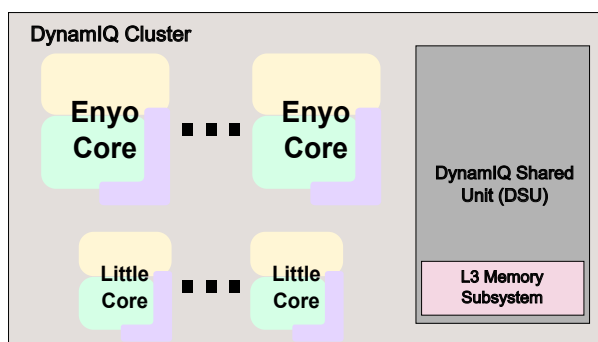 DynamIQ Cluster
Enyo
Core
Enyo
Core
DynamIQ Shared
Unit (DSU)
Little
Core
Little
Core
L3 Memory
Subsystem